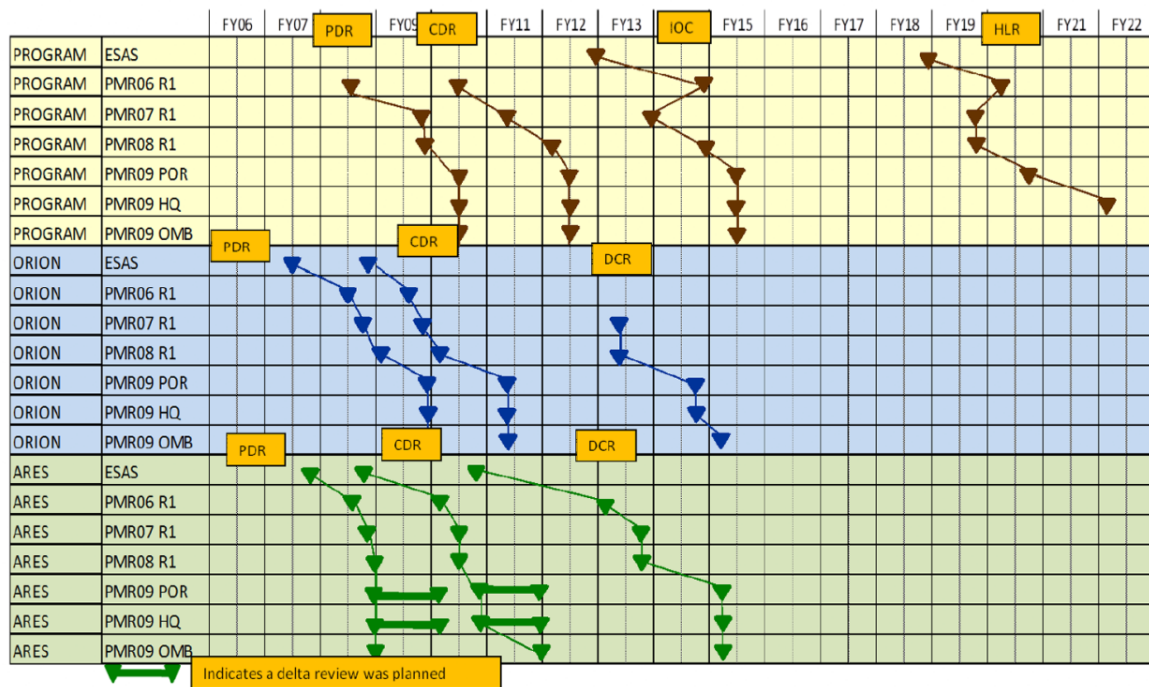 FY06 FY07 PDR FY09 CDR FY11 FY12 FY13 IOC FY15 FY16 FY17 FY18 FY19 HLR FY21 FY22
PROGRAM ESAS
PROGRAM PMR06 R1
PROGRAM PMR07 R1
PROGRAM PMR08 R1
PROGRAM PMR09 POR
PROGRAM PMR09 HQ
PROGRAM PMR09 OMB
PDR CDR DCR
ORION ESAS
ORION PMR06 R1
ORION PMR07 R1
ORION PMR08 R1
ORION PMR09 POR
ORION PMR09 HQ
ORION PMR09 OMB
PDR CDR DCR
ARES ESAS
ARES PMR06 R1
ARES PMR07 R1
ARES PMR08 R1
ARES PMR09 POR
ARES PMR09 HQ
ARES PMR09 OMB
Indicates a delta review was planned